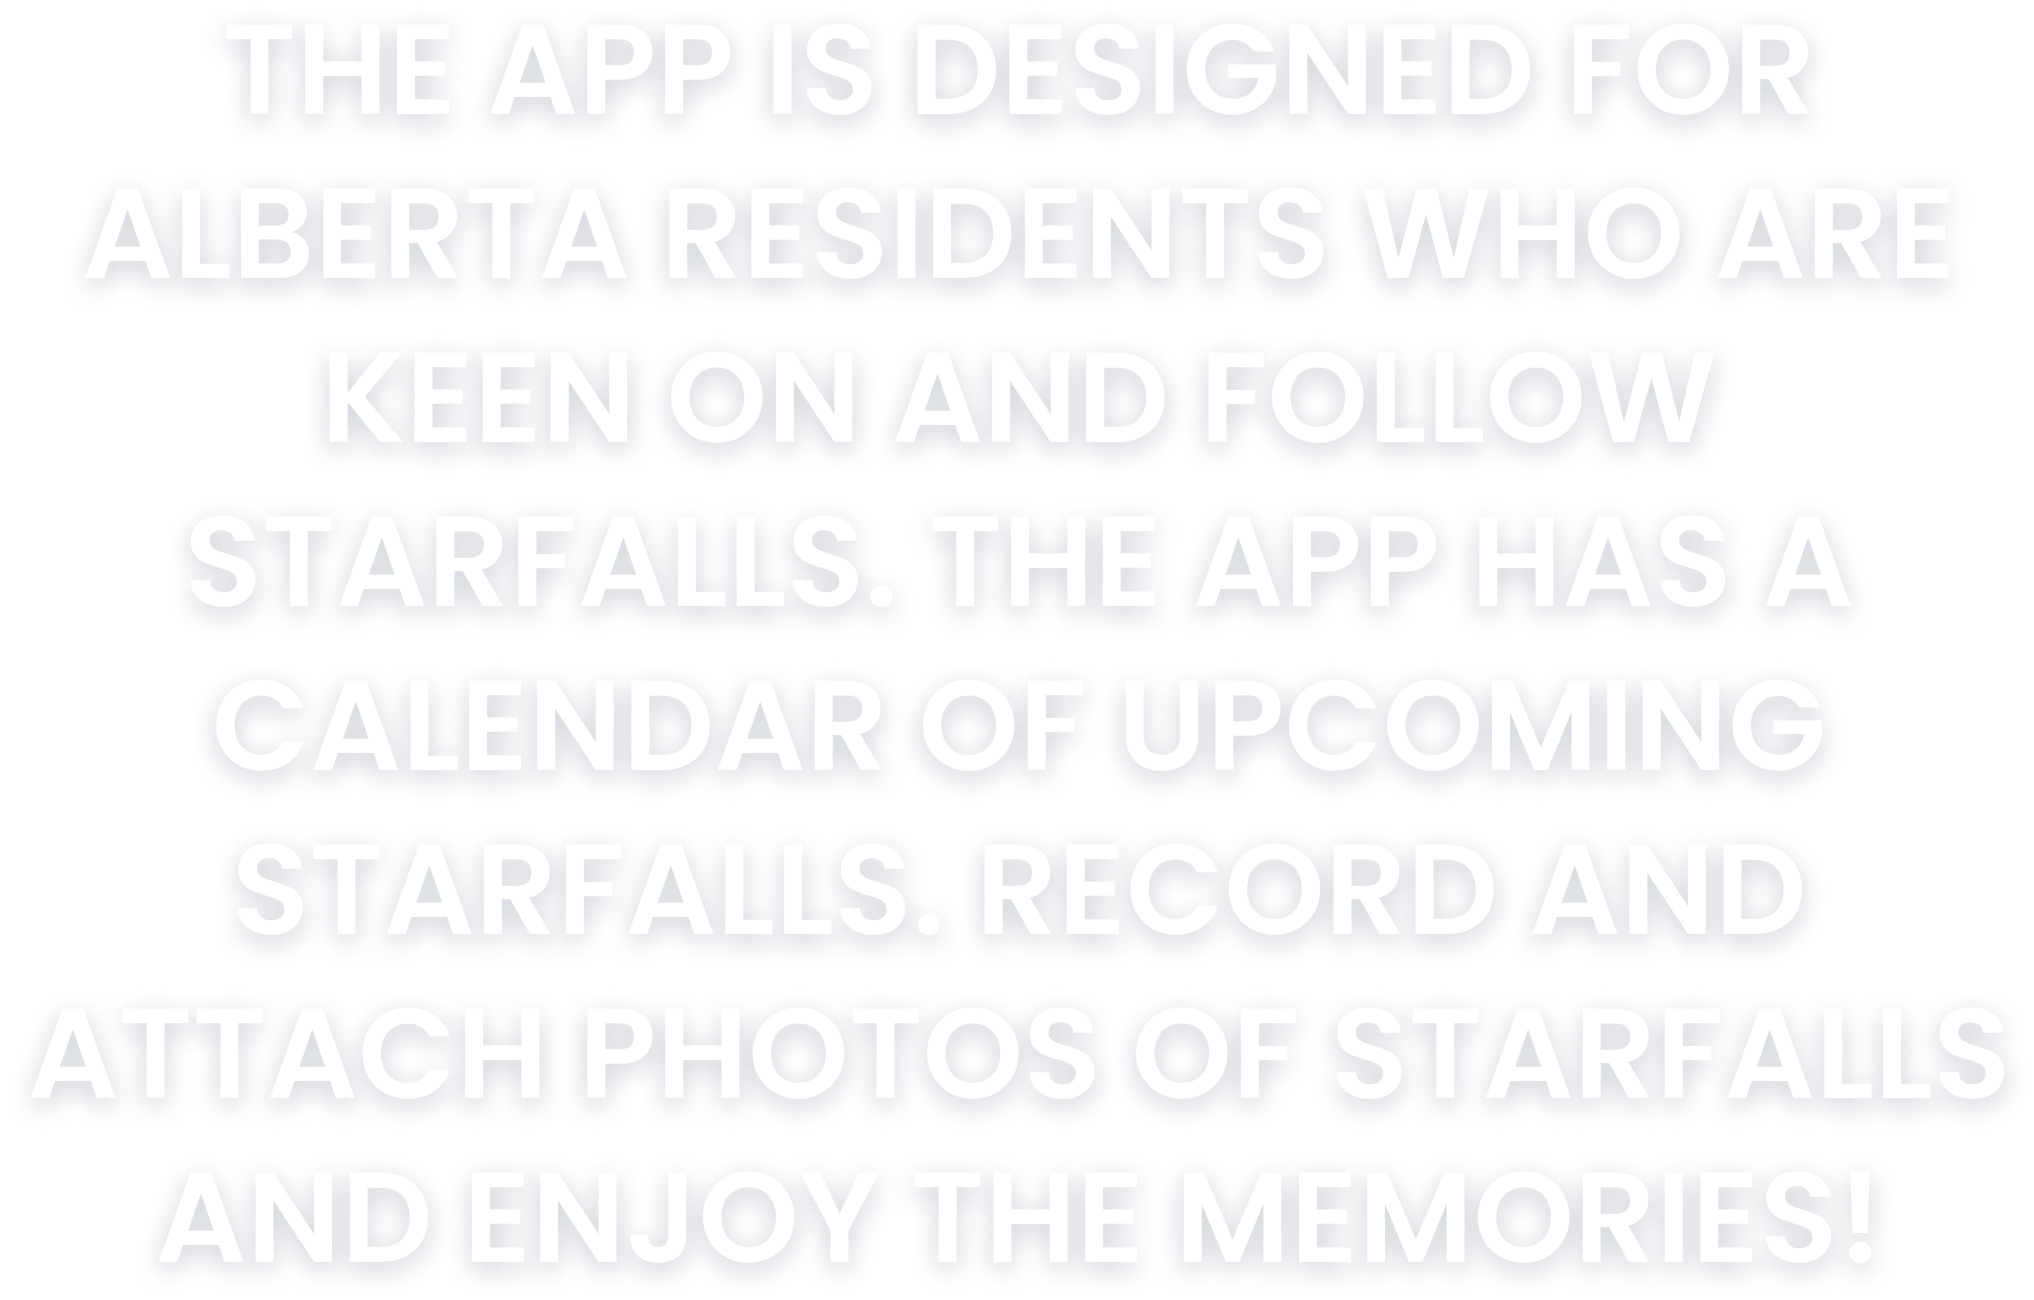 THE APP IS DESIGNED FOR
ALBERTA RESIDENTS WHO ARE
KEEN ON AND FOLLOW
STARFALLS. THE APP HAS A
CALENDAR OF UPCOMING
STARFALLS. RECORD AND
ATTACH PHOTOS OF STARFALLS
AND ENJOY THE MEMORIES!